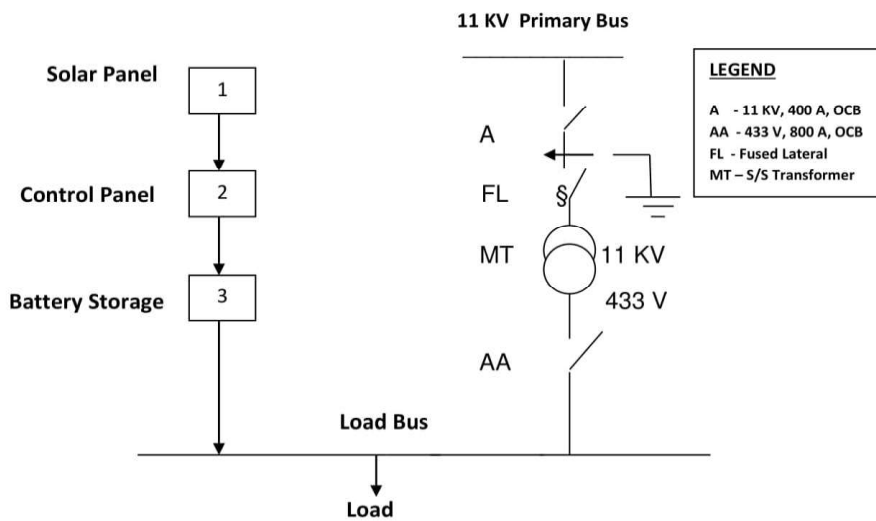 11 KV Primary Bus
Solar Panel
1
Control Panel
2
Battery Storage
3
A
FL
§
MT
11 KV
433 V
AA
LEGEND
A - 11 KV, 400 A, OCB
AA - 433 V, 800 A, OCB
FL - Fused Lateral
MT – S/S Transformer
Load Bus
Load